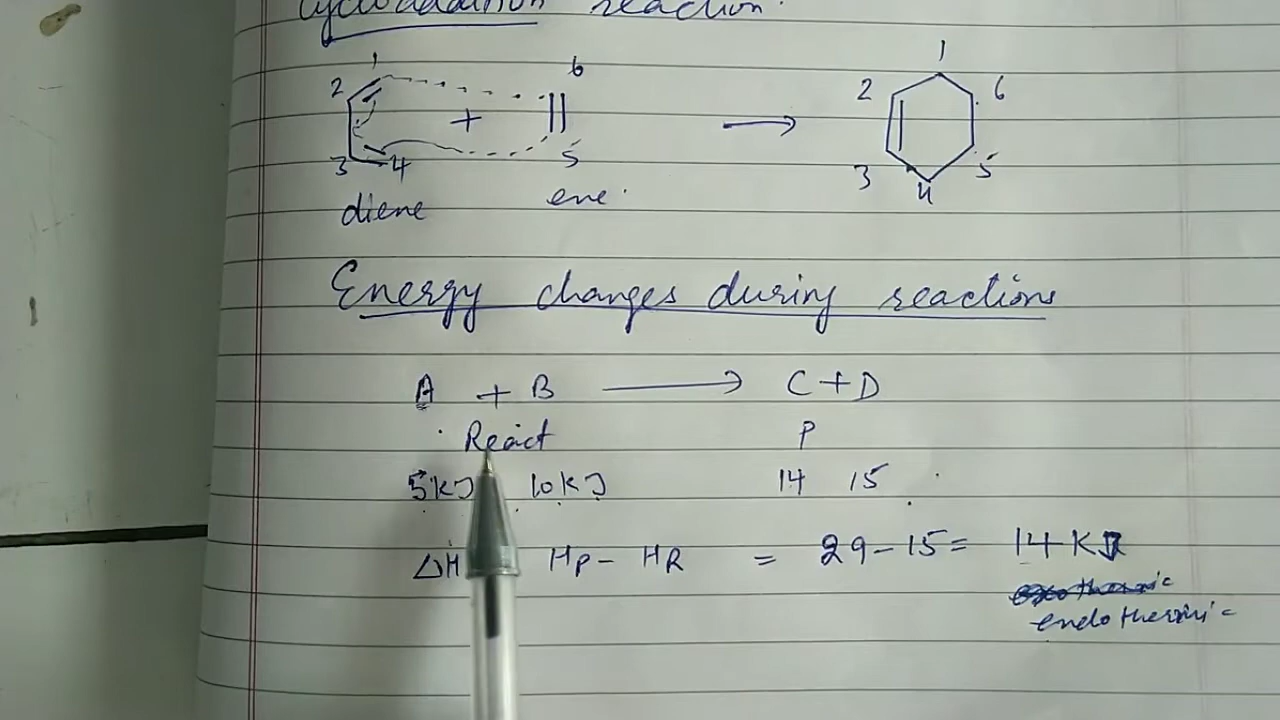 Cycloaddition reaction.
1 6 1
2 + 2 6
3 4 5 → 3 5
4
diene ene
Energy changes during reactions
A + B → C + D
React P
5KJ 10KJ 14 15
ΔH HP - HR = 29 - 15 = 14 KJ
endothermic